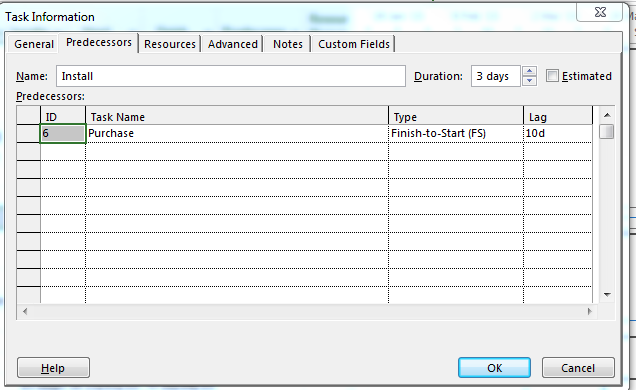 Task Information
General Predecessors Resources Advanced Notes Custom Fields
Name: Install Duration: 3 days Estimated
Predecessors:
ID Task Name Type Lag
6 Purchase Finish-to-Start (FS) 10d
Help OK Cancel